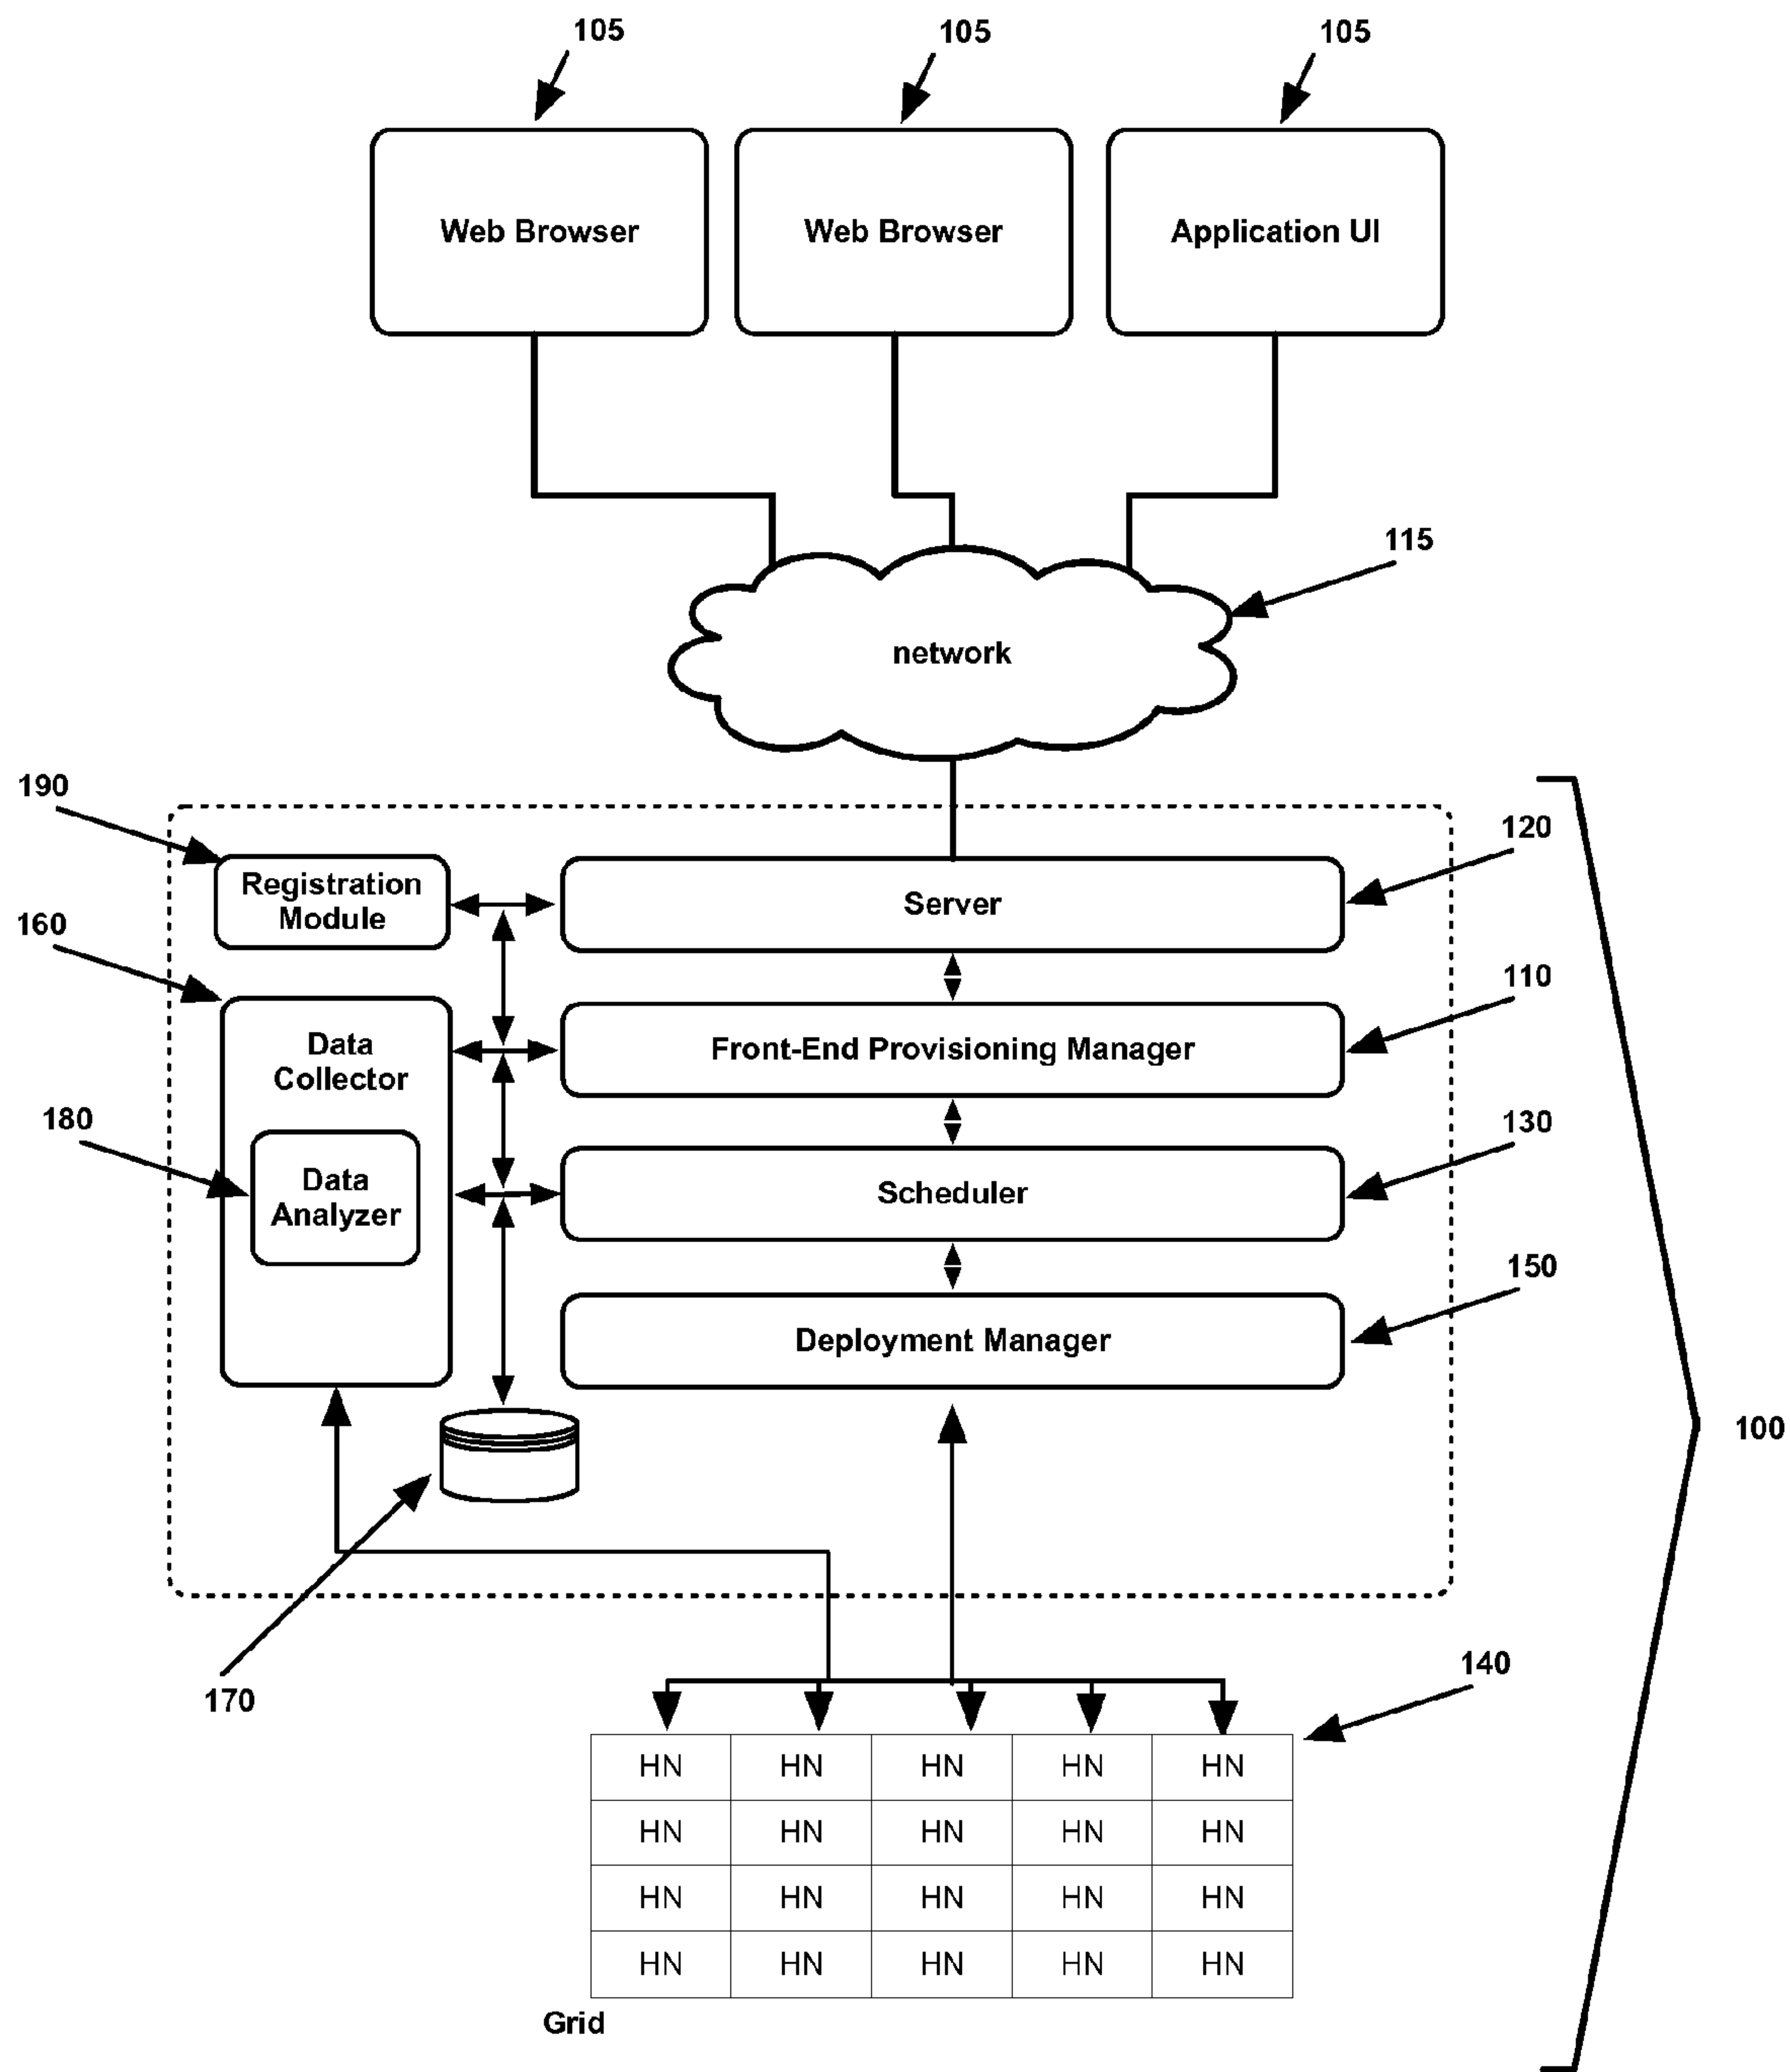 105
105
105
Web Browser
Web Browser
Application UI
115
network
190
120
Registration
Module
Server
160
110
Data
Collector
Front-End Provisioning Manager
180
130
Data
Analyzer
Scheduler
150
Deployment Manager
100
170
140
HN HN HN HN HN
HN HN HN HN HN
HN HN HN HN HN
HN HN HN HN HN
Grid